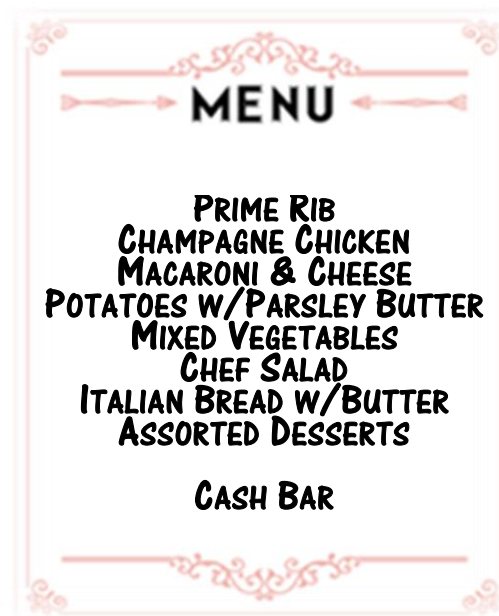 MENU
PRIME RIB
CHAMPAGNE CHICKEN
MACARONI & CHEESE
POTATOES W/PARSLEY BUTTER
MIXED VEGETABLES
CHEF SALAD
ITALIAN BREAD W/BUTTER
ASSORTED DESSERTS
CASH BAR